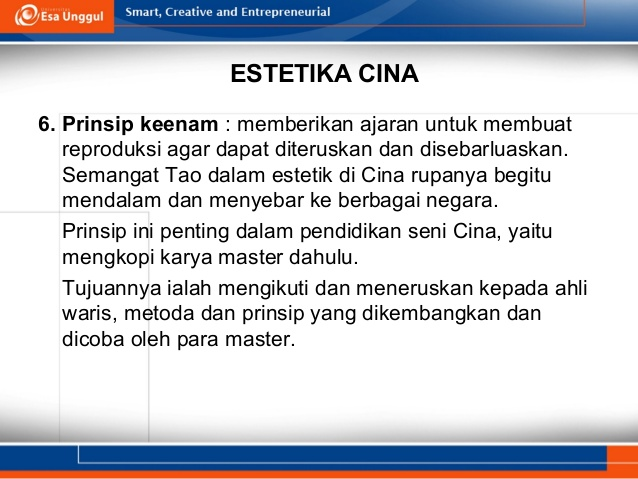 Esa Unggul
Smart, Creative and Entrepreneurial
ESTETIKA CINA
6. Prinsip keenam : memberikan ajaran untuk membuat
reproduksi agar dapat diteruskan dan disebarluaskan.
Semangat Tao dalam estetik di Cina rupanya begitu
mendalam dan menyebar ke berbagai negara.
Prinsip ini penting dalam pendidikan seni Cina, yaitu
mengkopi karya master dahulu.
Tujuannya ialah mengikuti dan meneruskan kepada ahli
waris, metoda dan prinsip yang dikembangkan dan
dicoba oleh para master.